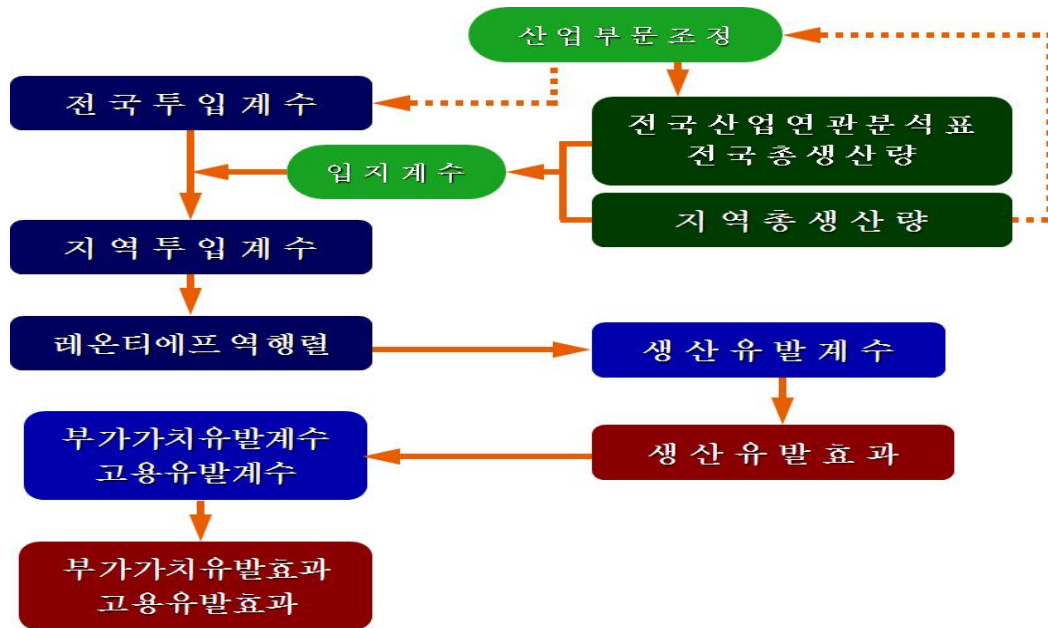 산업부문조정
전국투입계수
전국산업연관분석표
전국총생산량
입지계수
지역총생산량
지역투입계수
레온티에프 역행렬
생산유발계수
부가가치유발계수
고용유발계수
생산유발효과
부가가치유발효과
고용유발효과